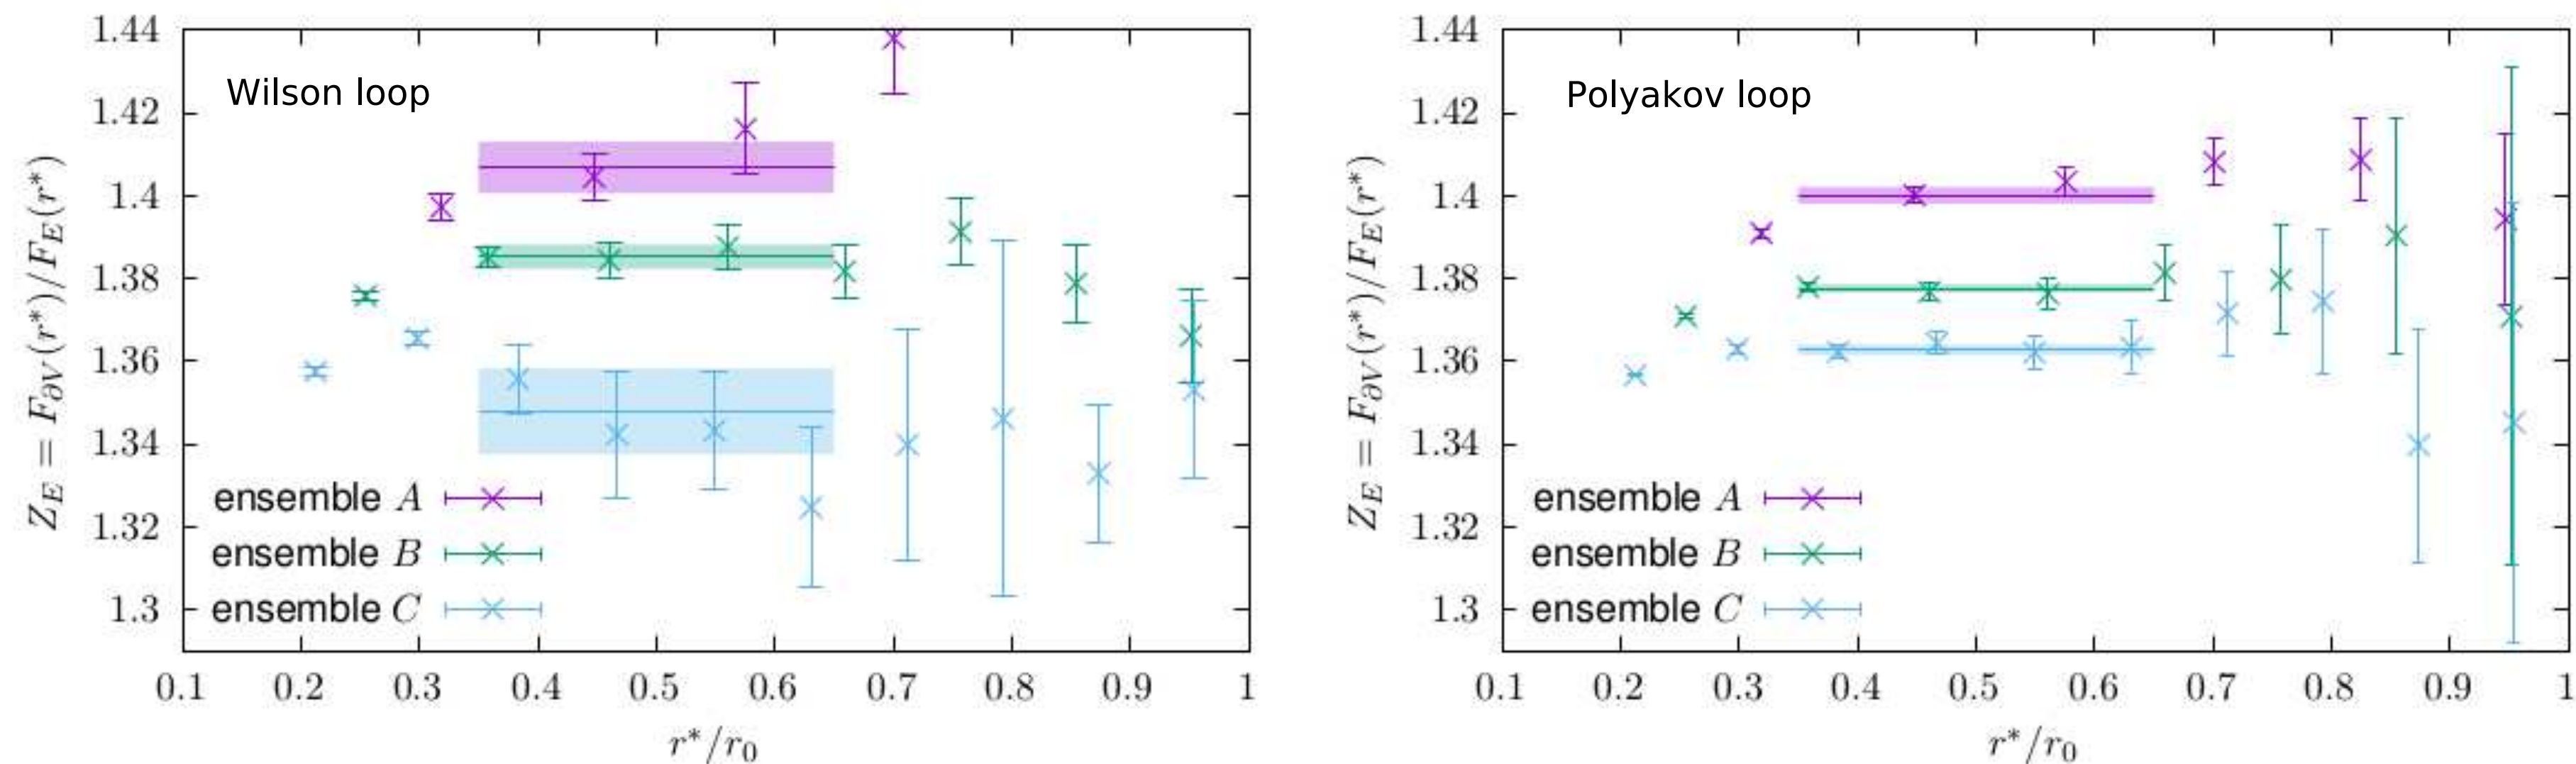 Wilson loop
Z_E = F_{∂V}(r*)/F_E(r*)
1.44
1.42
1.4
1.38
1.36
1.34
1.32
1.3
ensemble A
ensemble B
ensemble C
0.1 0.2 0.3 0.4 0.5 0.6 0.7 0.8 0.9 1
r*/r_0
Polyakov loop
Z_E = F_{∂V}(r*)/F_E(r*)
1.44
1.42
1.4
1.38
1.36
1.34
1.32
1.3
ensemble A
ensemble B
ensemble C
0.1 0.2 0.3 0.4 0.5 0.6 0.7 0.8 0.9 1
r*/r_0